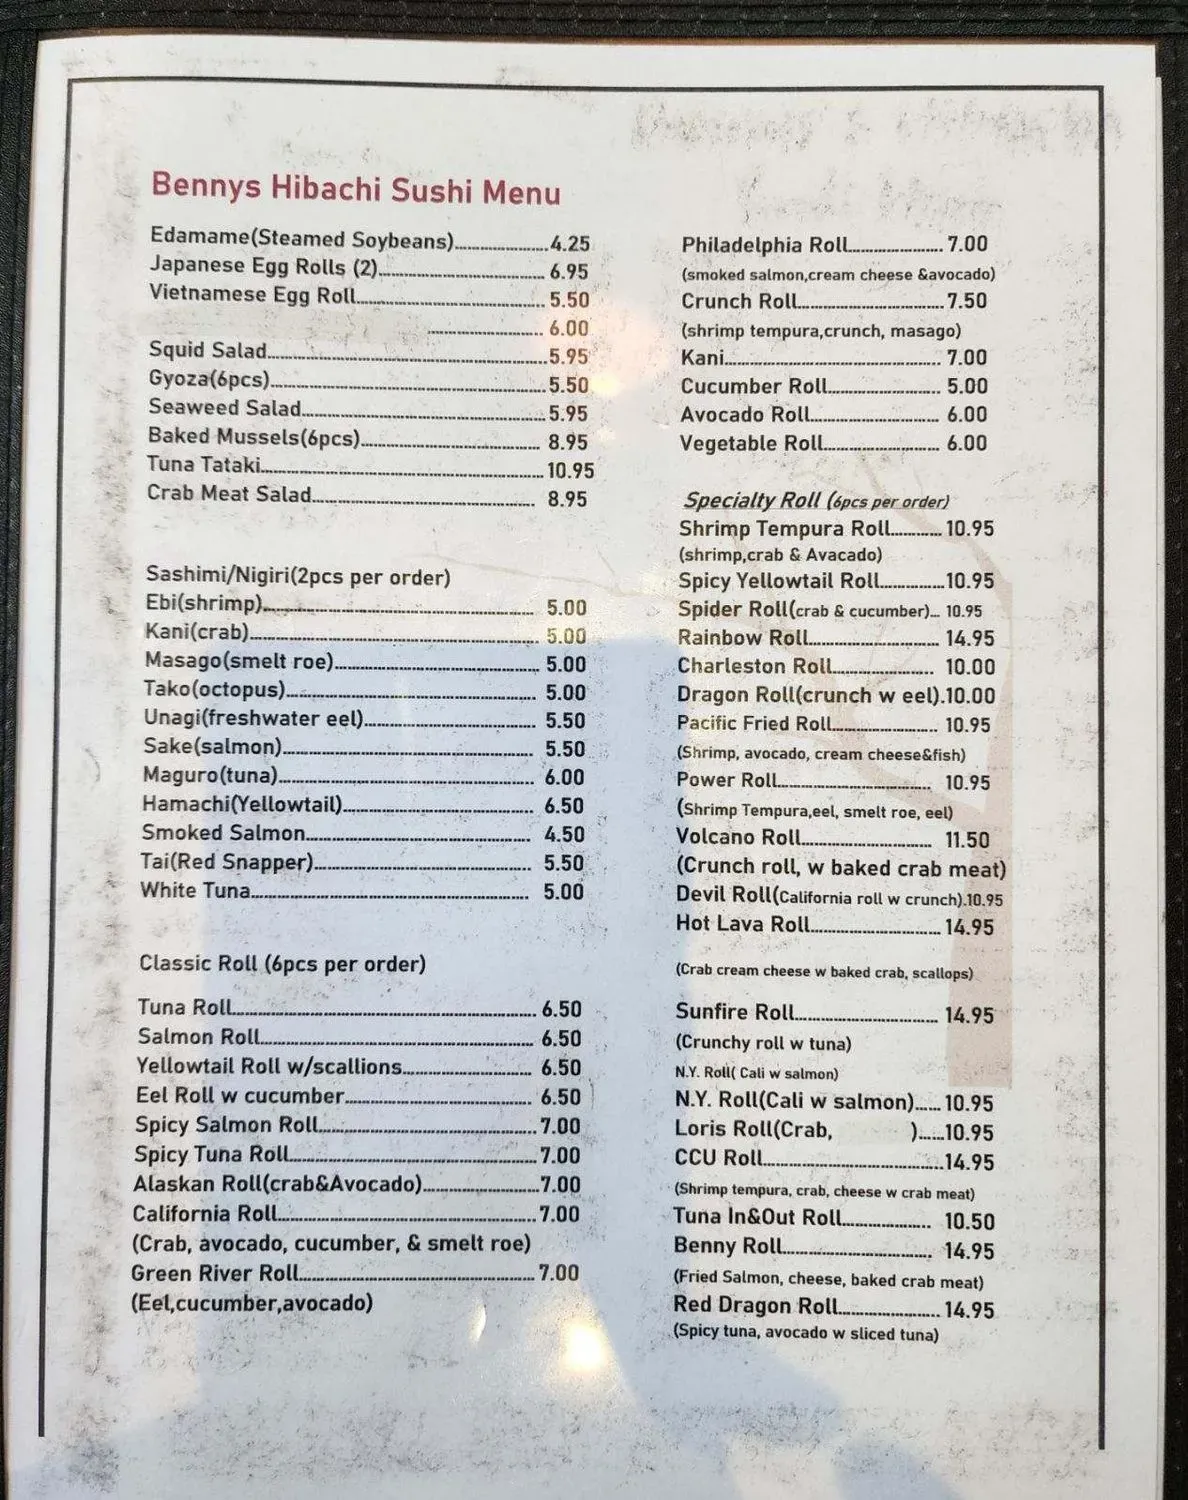 Bennys Hibachi Sushi Menu
Edamame(Steamed Soybeans)..................4.25
Japanese Egg Rolls (2).................. 6.95
Vietnamese Egg Roll.................. 5.50
.................. 6.00
Squid Salad..................5.95
Gyoza(6pcs)..................5.50
Seaweed Salad..................5.95
Baked Mussels(6pcs).................. 8.95
Tuna Tataki..................10.95
Crab Meat Salad.................. 8.95
Sashimi/Nigiri(2pcs per order)
Ebi(shrimp).................. 5.00
Kani(crab).................. 5.00
Masago(smelt roe).................. 5.00
Tako(octopus).................. 5.00
Unagi(freshwater eel).................. 5.50
Sake(salmon).................. 5.50
Maguro(tuna).................. 6.00
Hamachi(Yellowtail).................. 6.50
Smoked Salmon.................. 4.50
Tai(Red Snapper).................. 5.50
White Tuna.................. 5.00
Classic Roll (6pcs per order)
Tuna Roll.................. 6.50
Salmon Roll.................. 6.50
Yellowtail Roll w/scallions.................. 6.50
Eel Roll w cucumber.................. 6.50
Spicy Salmon Roll..................7.00
Spicy Tuna Roll..................7.00
Alaskan Roll(crab&Avocado)..................7.00
California Roll..................7.00
(Crab, avocado, cucumber, & smelt roe)
Green River Roll..................7.00
(Eel,cucumber,avocado)
Philadelphia Roll.................. 7.00
(smoked salmon,cream cheese &avocado)
Crunch Roll..................7.50
(shrimp tempura,crunch, masago)
Kani.................. 7.00
Cucumber Roll.................. 5.00
Avocado Roll.................. 6.00
Vegetable Roll.................. 6.00
Specialty Roll (6pcs per order)
Shrimp Tempura Roll........... 10.95
(shrimp,crab & Avacado)
Spicy Yellowtail Roll.............10.95
Spider Roll(crab & cucumber)... 10.95
Rainbow Roll.................. 14.95
Charleston Roll.................. 10.00
Dragon Roll(crunch w eel).10.00
Pacific Fried Roll.................. 10.95
(Shrimp, avocado, cream cheese&fish)
Power Roll.................. 10.95
(Shrimp Tempura,eel, smelt roe, eel)
Volcano Roll.................. 11.50
(Crunch roll, w baked crab meat)
Devil Roll(California roll w crunch).10.95
Hot Lava Roll.................. 14.95
(Crab cream cheese w baked crab, scallops)
Sunfire Roll.................. 14.95
(Crunchy roll w tuna)
N.Y. Roll( Cali w salmon)
N.Y. Roll(Cali w salmon)...... 10.95
Loris Roll(Crab, )......10.95
CCU Roll..................14.95
(Shrimp tempura, crab, cheese w crab meat)
Tuna In&Out Roll.................. 10.50
Benny Roll.................. 14.95
(Fried Salmon, cheese, baked crab meat)
Red Dragon Roll.................. 14.95
(Spicy tuna, avocado w sliced tuna)